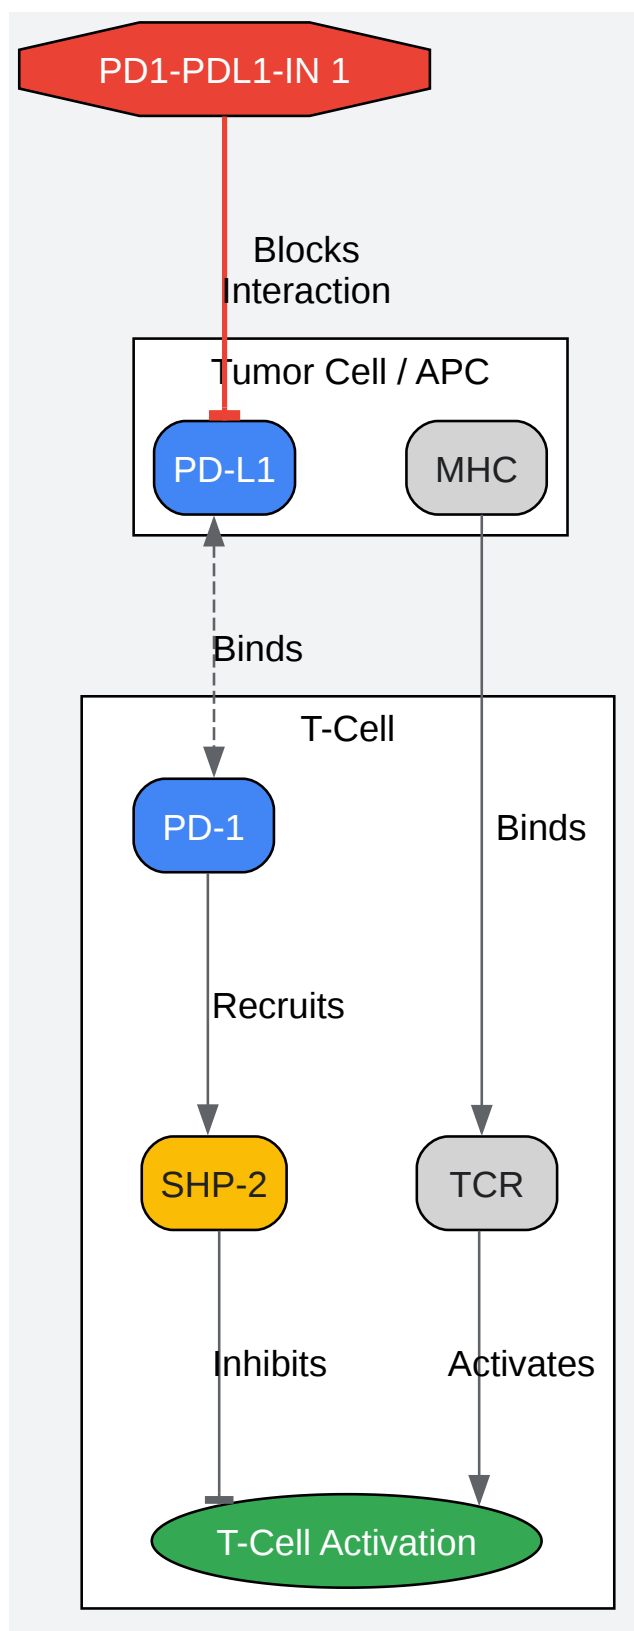 PD1-PDL1-IN 1
Blocks
Interaction
Tumor Cell / APC
PD-L1
MHC
Binds
T-Cell
PD-1
Binds
Recruits
SHP-2
TCR
Inhibits
Activates
T-Cell Activation